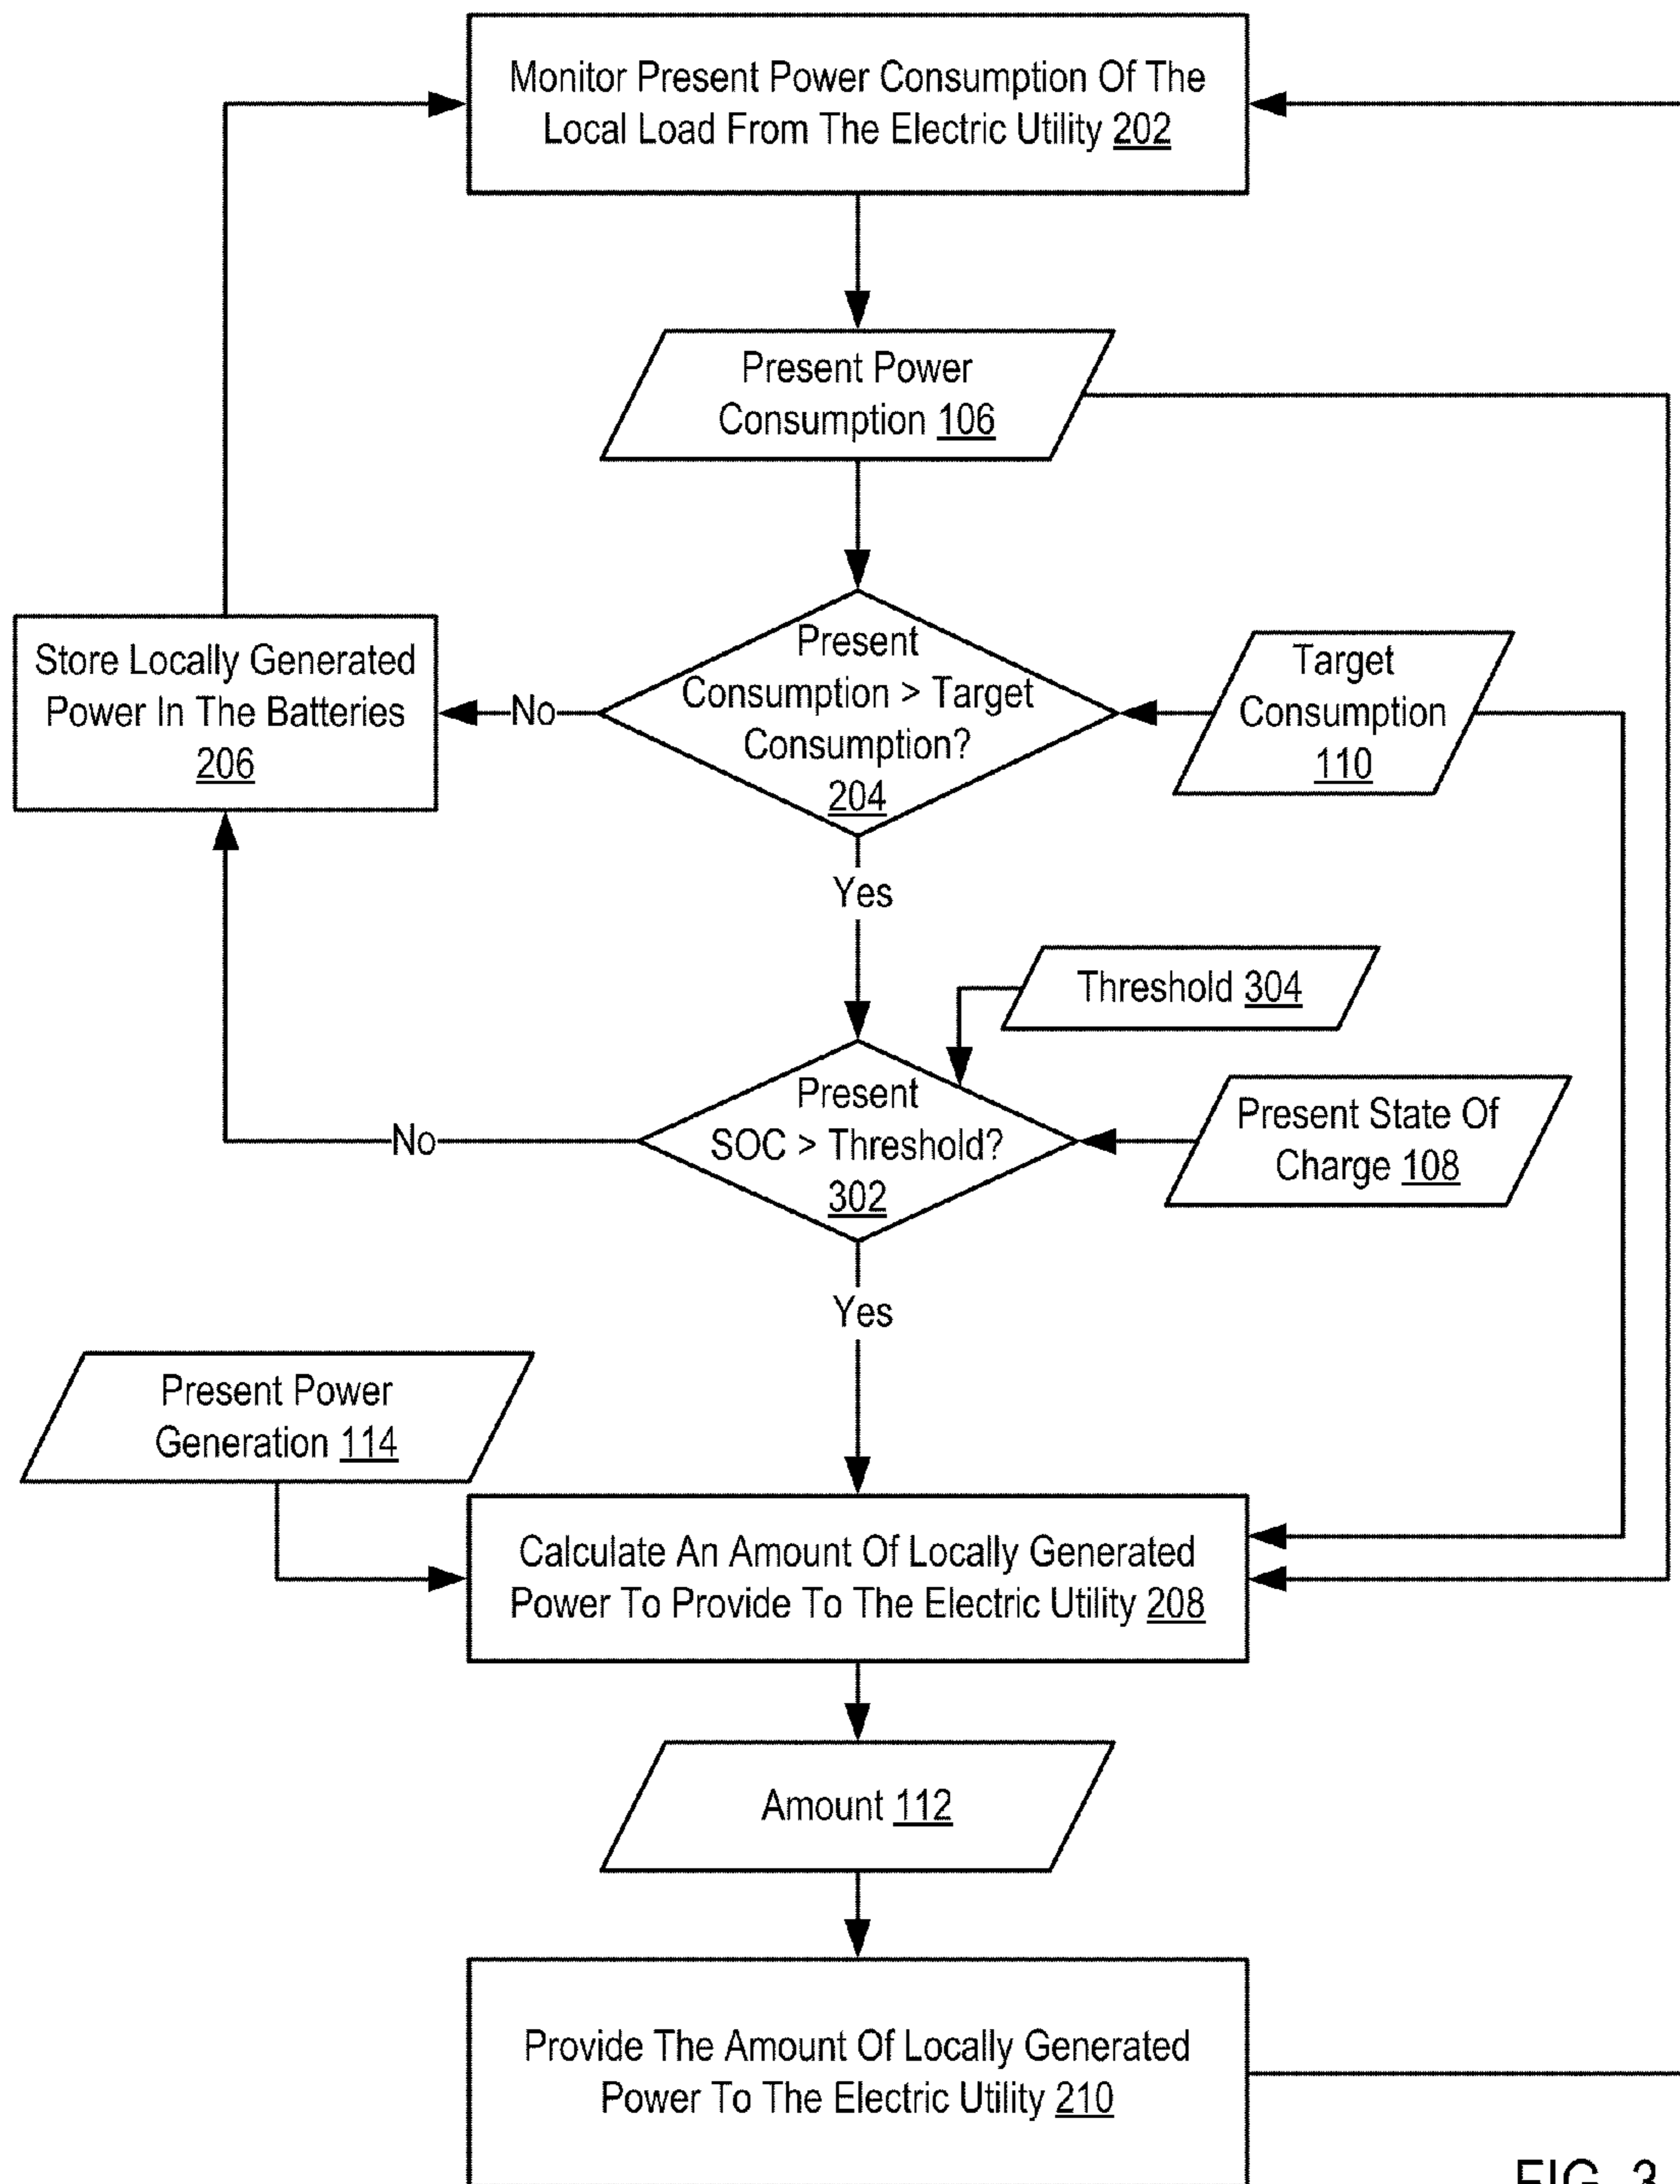 Monitor Present Power Consumption Of The
Local Load From The Electric Utility 202
Present Power
Consumption 106
Present
Consumption > Target
Consumption?
204
Target
Consumption
110
Store Locally Generated
Power In The Batteries
206
No
Yes
Threshold 304
Present
SOC > Threshold?
302
Present State Of
Charge 108
No
Yes
Present Power
Generation 114
Calculate An Amount Of Locally Generated
Power To Provide To The Electric Utility 208
Amount 112
Provide The Amount Of Locally Generated
Power To The Electric Utility 210
FIG. 3